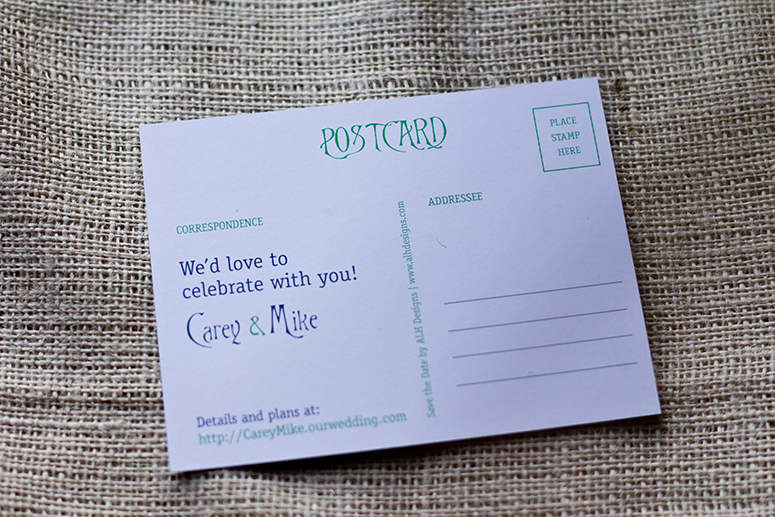 POSTCARD
PLACE
STAMP
HERE
CORRESPONDENCE
We'd love to
celebrate with you!
Carey & Mike
Details and plans at:
http://CareyMike.ourwedding.com
Save the Date by ALH Designs | www.alhdesigns.com
ADDRESSEE